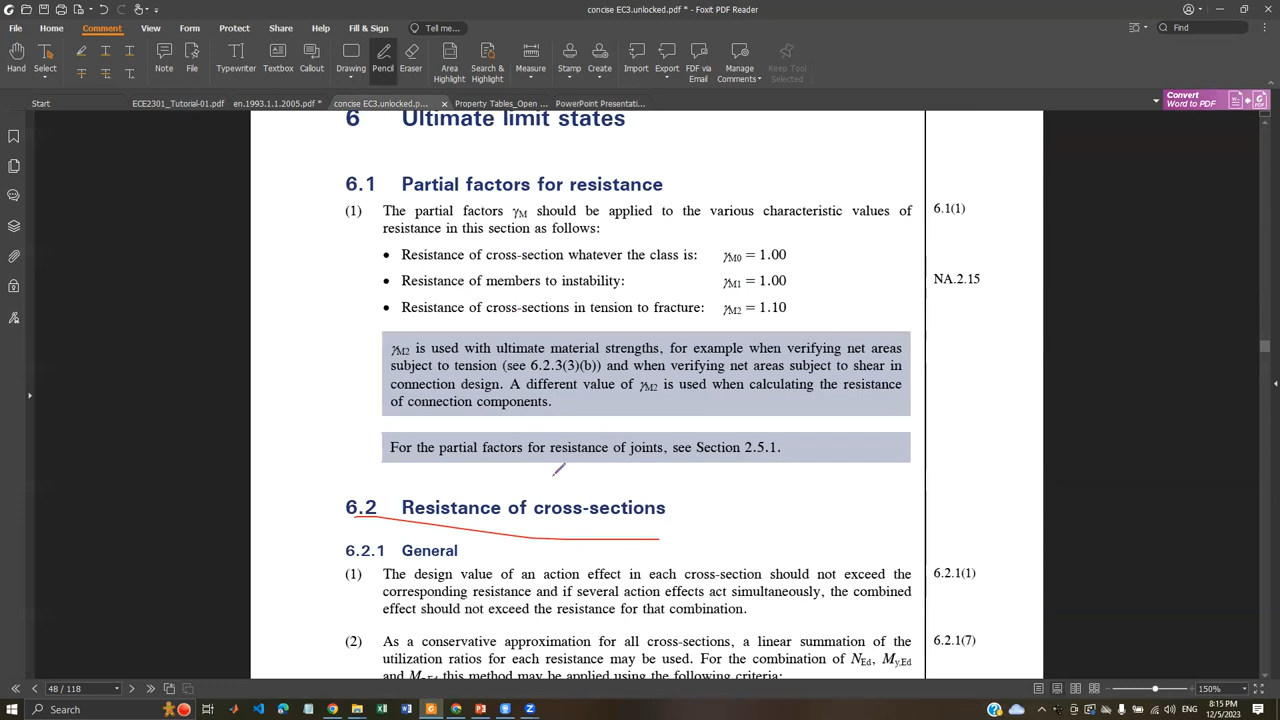 concise EC3.unlocked.pdf * - Foxit PDF Reader
File Home Comment View Form Protect Share Help Fill & Sign Tell me... Find
Hand Select Note File Typewriter Textbox Callout Drawing Pencil Eraser Area Highlight Search & Highlight Measure Stamp Create Import Export FDF via Email Manage Comments Keep Tool Selected
Start ECE2301_Tutorial-01.pdf en.1993.1.1.2005.pdf * concise EC3.unlocked.p... Property Tables_Open ... PowerPoint Presentati... Convert Word to PDF
6 Ultimate limit states
6.1 Partial factors for resistance
(1) The partial factors γM should be applied to the various characteristic values of 6.1(1)
resistance in this section as follows:
• Resistance of cross-section whatever the class is: γM0 = 1.00
• Resistance of members to instability: γM1 = 1.00 NA.2.15
• Resistance of cross-sections in tension to fracture: γM2 = 1.10
γM2 is used with ultimate material strengths, for example when verifying net areas
subject to tension (see 6.2.3(3)(b)) and when verifying net areas subject to shear in
connection design. A different value of γM2 is used when calculating the resistance
of connection components.
For the partial factors for resistance of joints, see Section 2.5.1.
6.2 Resistance of cross-sections
6.2.1 General
(1) The design value of an action effect in each cross-section should not exceed the 6.2.1(1)
corresponding resistance and if several action effects act simultaneously, the combined
effect should not exceed the resistance for that combination.
(2) As a conservative approximation for all cross-sections, a linear summation of the 6.2.1(7)
utilization ratios for each resistance may be used. For the combination of NEd, My,Ed
and this method may be applied using the following criteria:
48 / 118 150%
Search 8:15 PM
12/5/2023